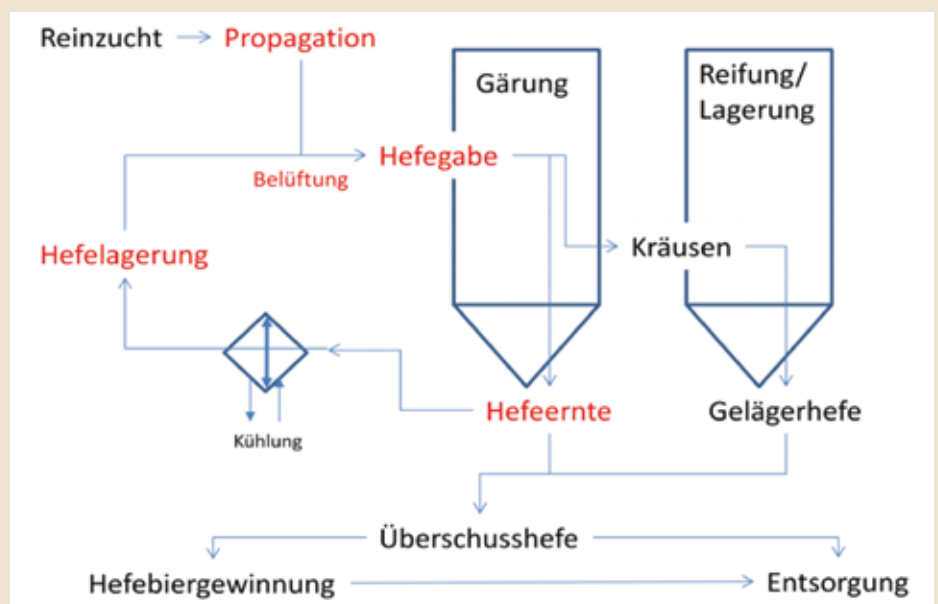 Reinzucht
Propagation
Gärung
Reifung/
Lagerung
Hefegabe
Belüftung
Hefelagerung
Kräusen
Kühlung
Hefeernte
Gelägerhefe
Überschusshefe
Hefebiergewinnung
Entsorgung